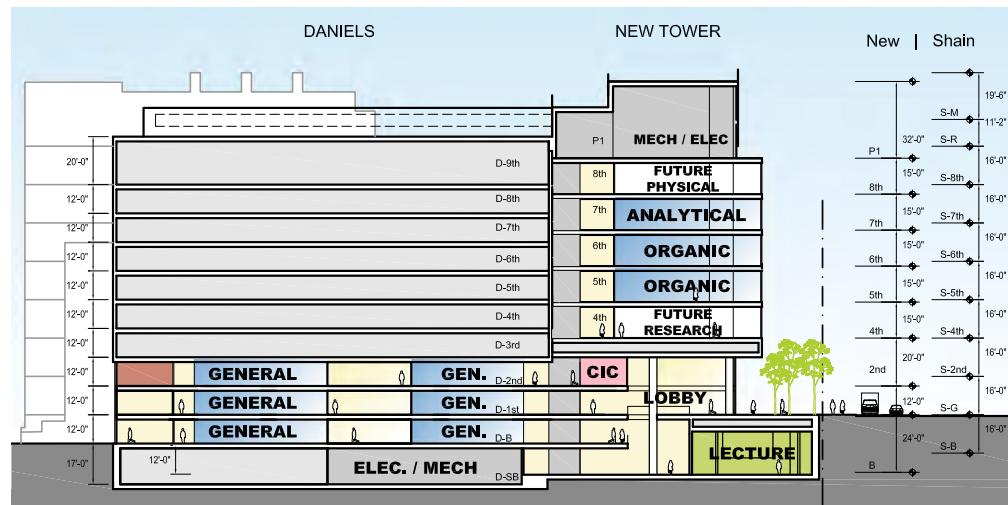 DANIELS
NEW TOWER
New | Shain
19'-6"
S-M
11'-2"
P1
MECH / ELEC
32'-0"
S-R
P1
20'-0"
D-9th
16'-0"
8th
FUTURE
PHYSICAL
15'-0"
S-8th
12'-0"
D-8th
8th
16'-0"
7th
ANALYTICAL
15'-0"
S-7th
12'-0"
D-7th
7th
16'-0"
6th
ORGANIC
15'-0"
S-6th
12'-0"
D-6th
6th
16'-0"
5th
ORGANIC
15'-0"
S-5th
12'-0"
D-5th
5th
16'-0"
4th
FUTURE
RESEARCH
15'-0"
S-4th
12'-0"
D-4th
4th
16'-0"
12'-0"
D-3rd
20'-0"
12'-0"
GENERAL
GEN.
D-2nd
CIC
2nd
S-2nd
16'-0"
12'-0"
GENERAL
GEN.
D-1st
LOBBY
12'-0"
S-G
12'-0"
GENERAL
GEN.
D-B
16'-0"
24'-0"
LECTURE
S-B
17'-0"
12'-0"
ELEC. / MECH
D-SB
B